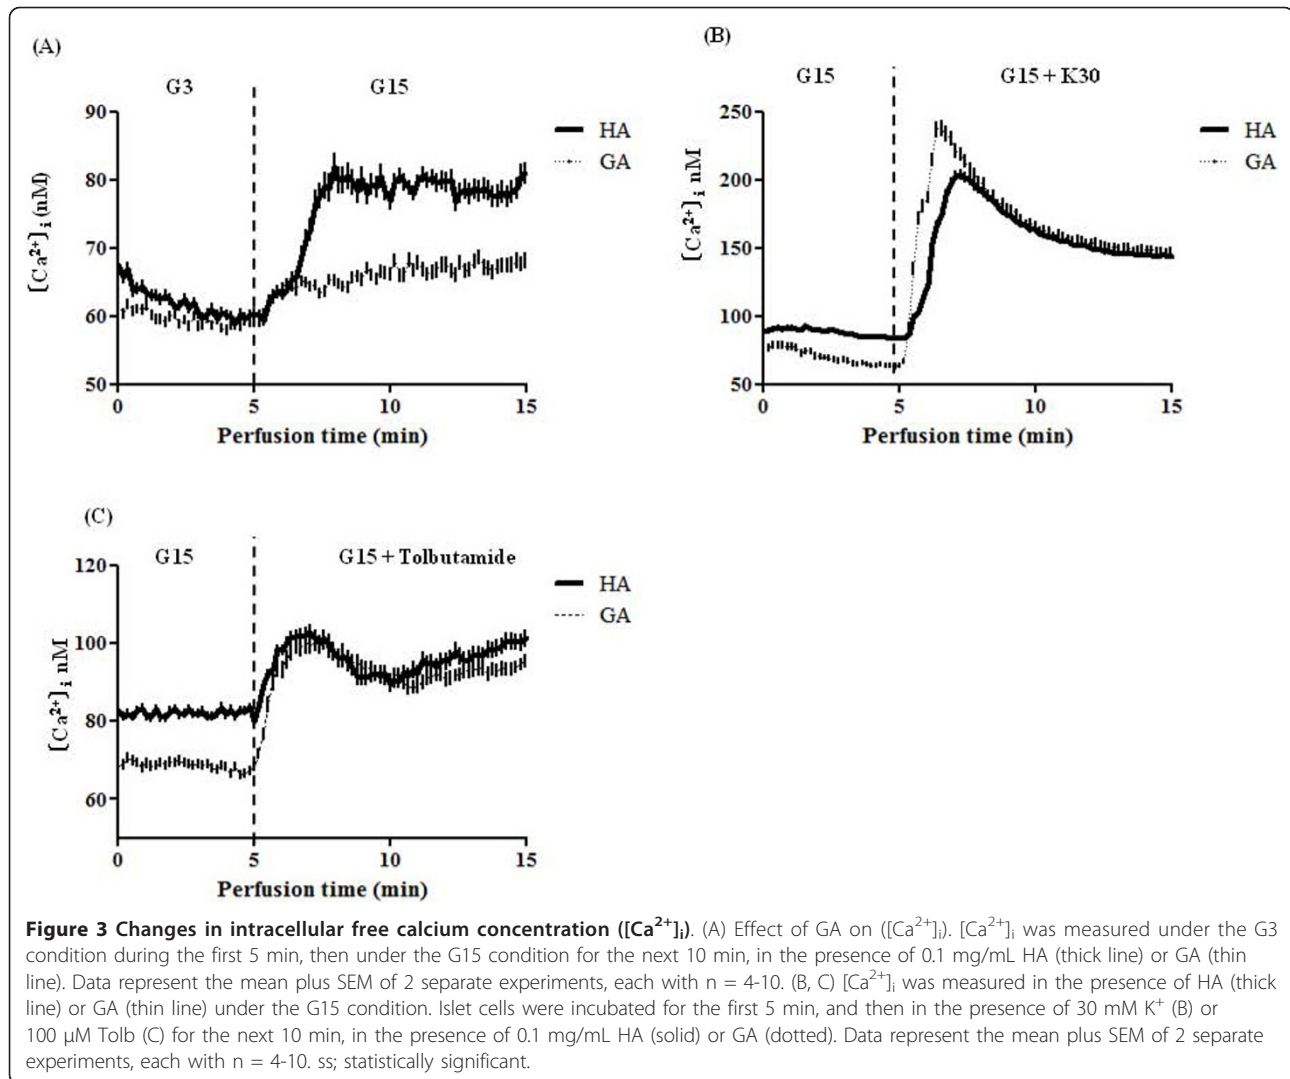 (A)
G3 G15
90
80
70
60
50
0 5 10 15
[Ca²⁺]ᵢ (nM)
Perfusion time (min)
HA
GA
(B)
G15 G15 + K30
250
200
150
100
50
0 5 10 15
[Ca²⁺]ᵢ nM
Perfusion time (min)
HA
GA
(C)
G15 G15 + Tolbutamide
120
100
80
60
0 5 10 15
[Ca²⁺]ᵢ nM
Perfusion time (min)
HA
GA
Figure 3 Changes in intracellular free calcium concentration ([Ca²⁺]ᵢ). (A) Effect of GA on ([Ca²⁺]ᵢ). [Ca²⁺]ᵢ was measured under the G3
condition during the first 5 min, then under the G15 condition for the next 10 min, in the presence of 0.1 mg/mL HA (thick line) or GA (thin
line). Data represent the mean plus SEM of 2 separate experiments, each with n = 4-10. (B, C) [Ca²⁺]ᵢ was measured in the presence of HA (thick
line) or GA (thin line) under the G15 condition. Islet cells were incubated for the first 5 min, and then in the presence of 30 mM K⁺ (B) or
100 μM Tolb (C) for the next 10 min, in the presence of 0.1 mg/mL HA (solid) or GA (dotted). Data represent the mean plus SEM of 2 separate
experiments, each with n = 4-10. ss; statistically significant.